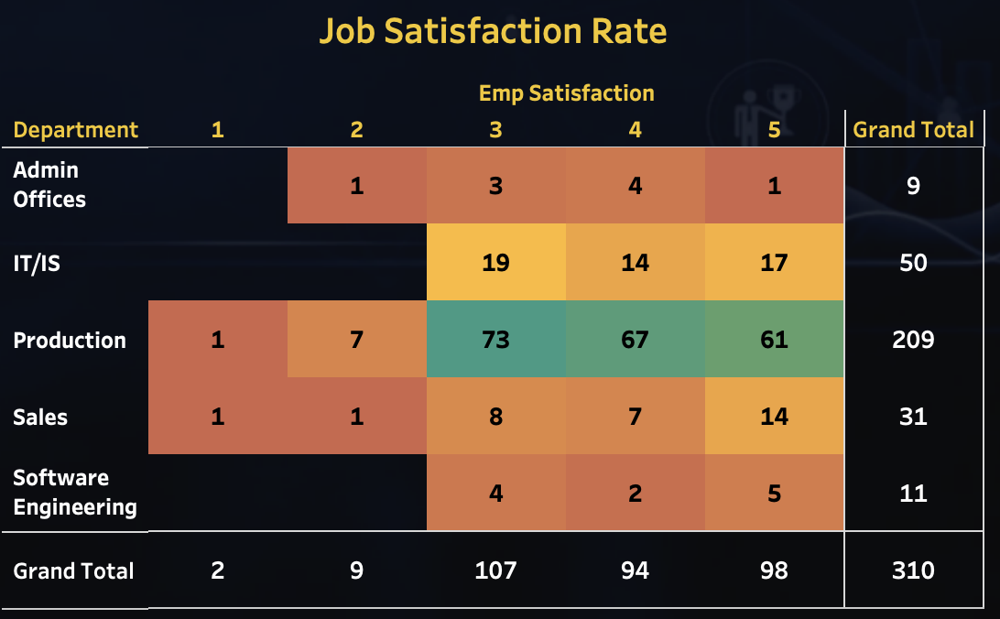 Job Satisfaction Rate
Emp Satisfaction
Department 1 2 3 4 5 Grand Total
Admin
Offices 1 3 4 1 9
IT/IS 19 14 17 50
Production 1 7 73 67 61 209
Sales 1 1 8 7 14 31
Software
Engineering 4 2 5 11
Grand Total 2 9 107 94 98 310